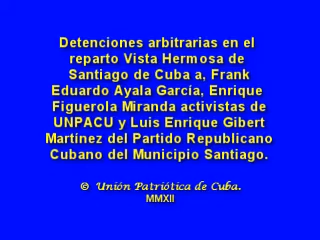 Detenciones arbitrarias en el
reparto Vista Hermosa de
Santiago de Cuba a, Frank
Eduardo Ayala García, Enrique
Figuerola Miranda activistas de
UNPACU y Luis Enrique Gibert
Martínez del Partido Republicano
Cubano del Municipio Santiago.
© Unión Patriótica de Cuba.
MMXII